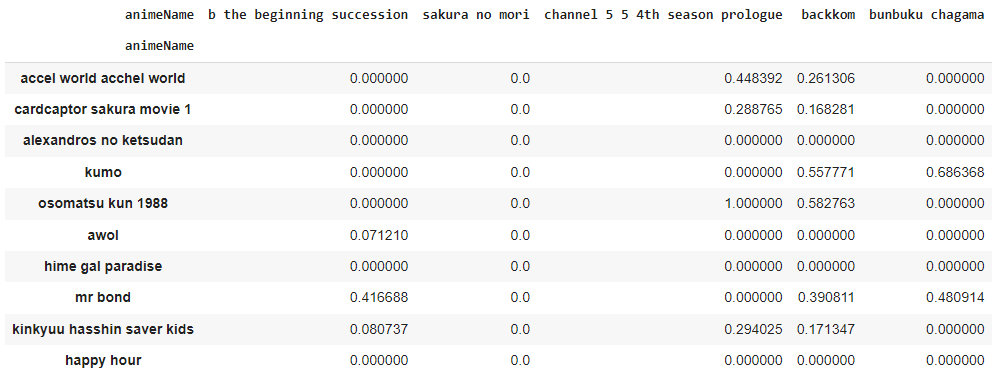 animeName b the beginning succession sakura no mori channel 5 5 4th season prologue backkom bunbuku chagama
animeName
accel world acchel world 0.000000 0.0 0.448392 0.261306 0.000000
cardcaptor sakura movie 1 0.000000 0.0 0.288765 0.168281 0.000000
alexandros no ketsudan 0.000000 0.0 0.000000 0.000000 0.000000
kumo 0.000000 0.0 0.000000 0.557771 0.686368
osomatsu kun 1988 0.000000 0.0 1.000000 0.582763 0.000000
awol 0.071210 0.0 0.000000 0.000000 0.000000
hime gal paradise 0.000000 0.0 0.000000 0.000000 0.000000
mr bond 0.416688 0.0 0.000000 0.390811 0.480914
kinkyuu hasshin saver kids 0.080737 0.0 0.294025 0.171347 0.000000
happy hour 0.000000 0.0 0.000000 0.000000 0.000000